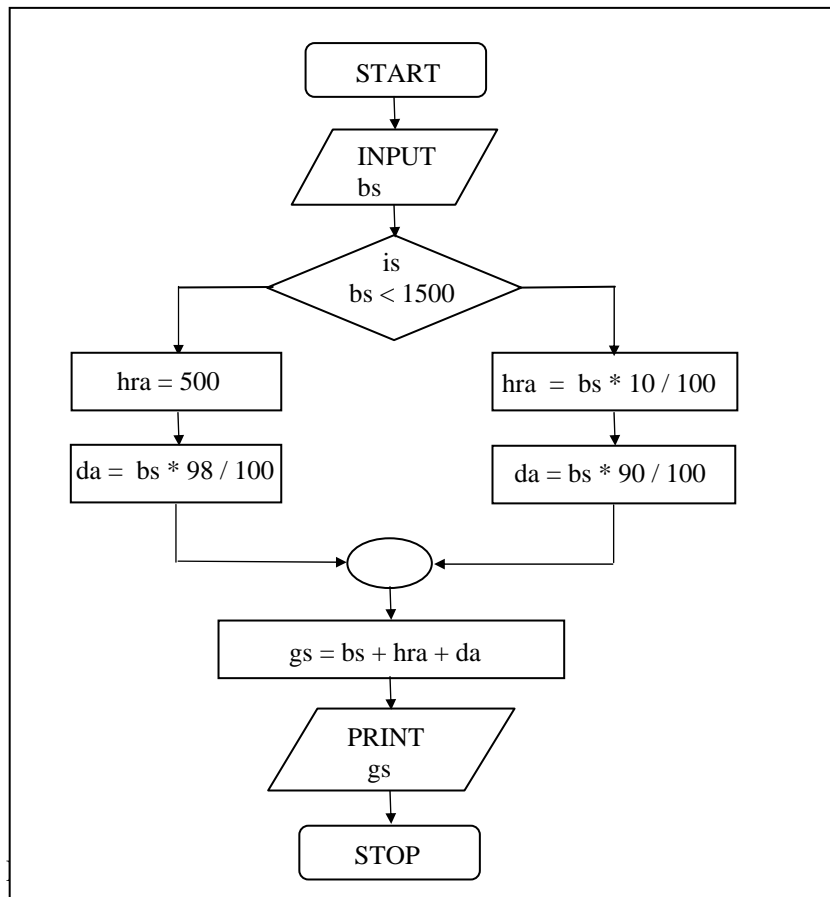 START
INPUT
bs
is
bs < 1500
hra = 500
da = bs * 98 / 100
hra = bs * 10 / 100
da = bs * 90 / 100
gs = bs + hra + da
PRINT
gs
STOP